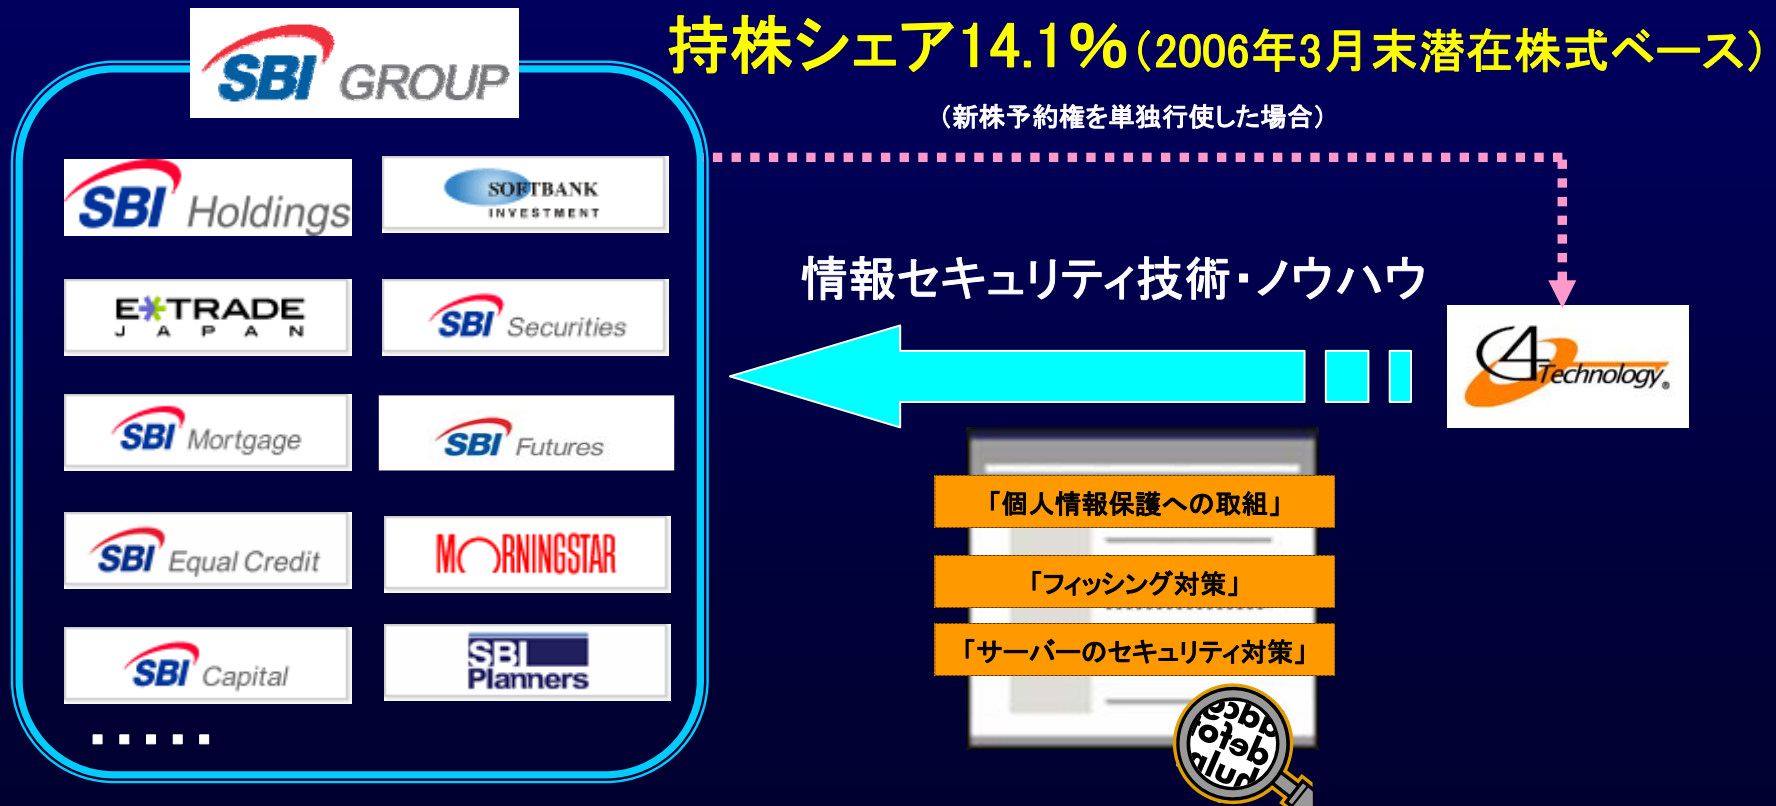 SBI GROUP
持株シェア14.1%(2006年3月末潜在株式ベース)
(新株予約権を単独行使した場合)
SBI Holdings
SOFTBANK
INVESTMENT
E*TRADE
JAPAN
SBI Securities
SBI Mortgage
SBI Futures
SBI Equal Credit
MORNINGSTAR
SBI Capital
SBI
Planners
・・・・・
情報セキュリティ技術・ノウハウ
C4 Technology®
「個人情報保護への取組」
「フィッシング対策」
「サーバーのセキュリティ対策」